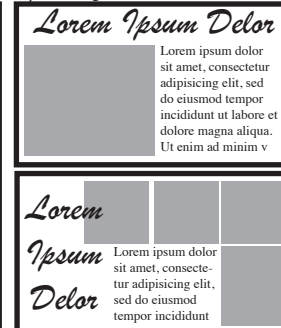 Lorem Ipsum Delor
Lorem ipsum dolor
sit amet, consectetur
adipisicing elit, sed
do eiusmod tempor
incididunt ut labore et
dolore magna aliqua.
Ut enim ad minim v
Lorem
Ipsum
Delor
Lorem ipsum dolor
sit amet, consecte-
tur adipisicing elit,
sed do eiusmod
tempor incididunt